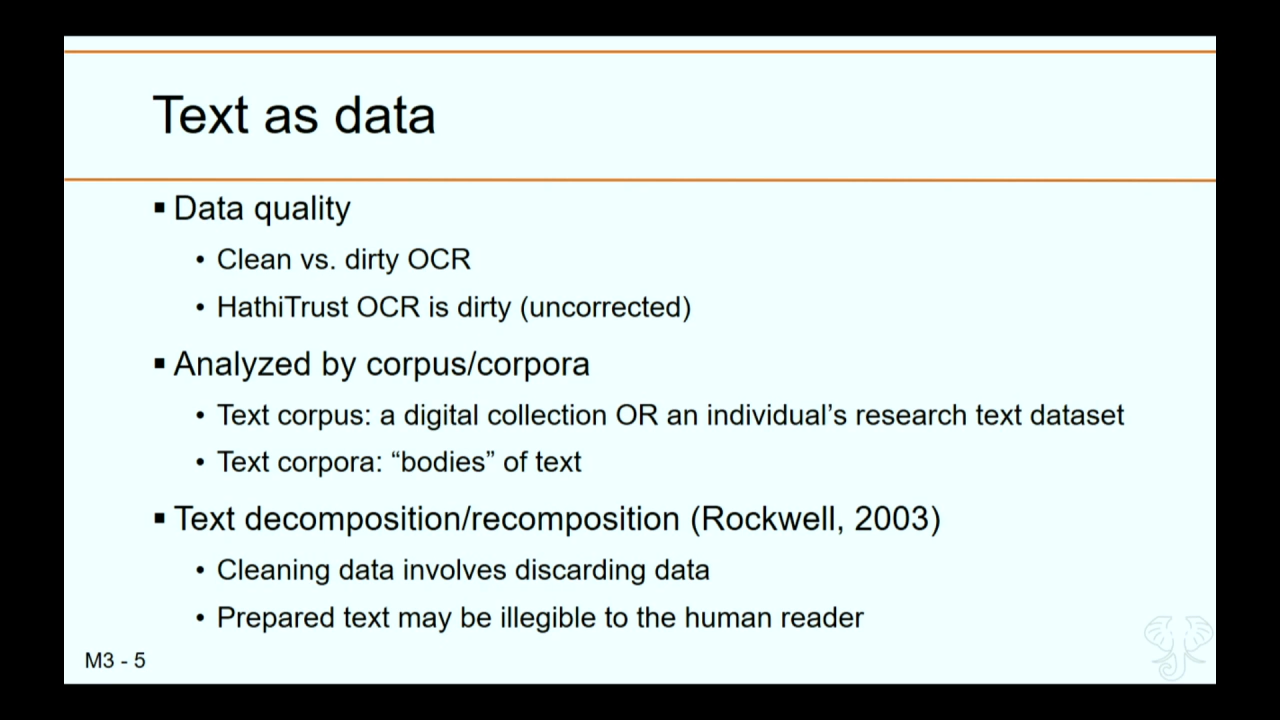 Text as data
▪ Data quality
• Clean vs. dirty OCR
• HathiTrust OCR is dirty (uncorrected)
▪ Analyzed by corpus/corpora
• Text corpus: a digital collection OR an individual’s research text dataset
• Text corpora: “bodies” of text
▪ Text decomposition/recomposition (Rockwell, 2003)
• Cleaning data involves discarding data
• Prepared text may be illegible to the human reader
M3 - 5